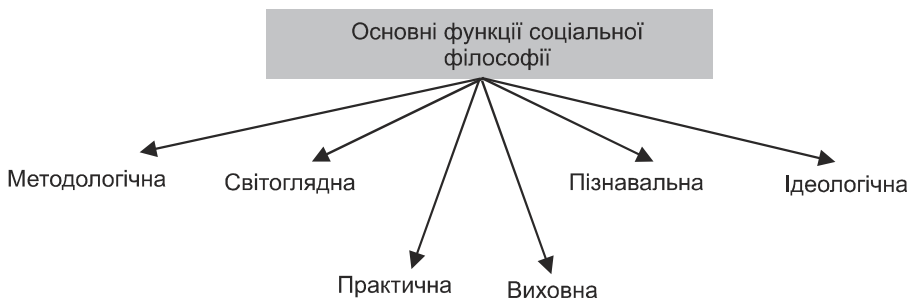 Основні функції соціальної
філософії
Методологічна
Світоглядна
Пізнавальна
Ідеологічна
Практична
Виховна